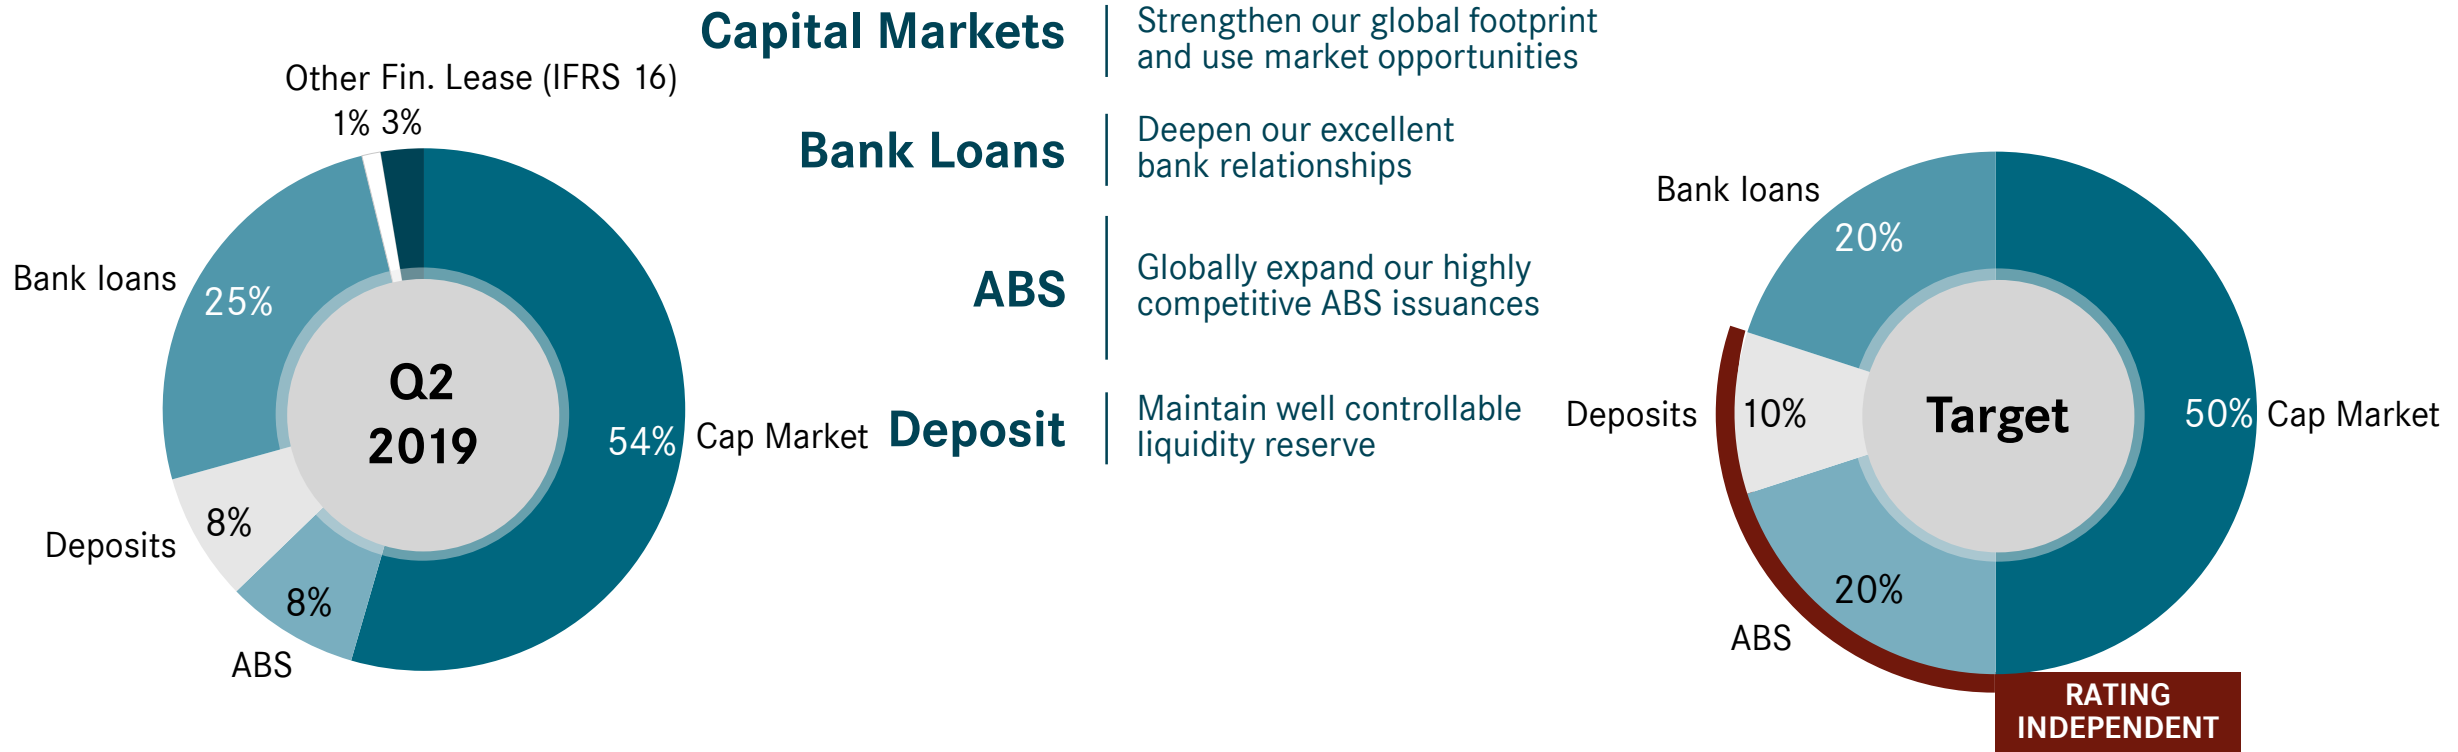 Other Fin. Lease (IFRS 16)
1% 3%
Bank loans
25%
Q2
2019
54% Cap Market
8%
Deposits
8%
ABS
Capital Markets
Strengthen our global footprint
and use market opportunities
Bank Loans
Deepen our excellent
bank relationships
ABS
Globally expand our highly
competitive ABS issuances
Deposit
Maintain well controllable
liquidity reserve
Bank loans
20%
Deposits 10%
Target
50% Cap Market
20%
ABS
RATING
INDEPENDENT